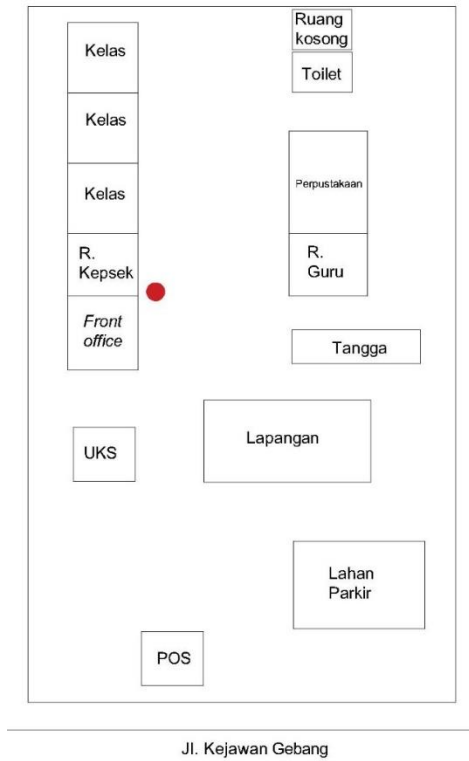 Ruang
kosong
Kelas
Toilet
Kelas
Kelas
Perpustakaan
R.
Kepsek
R.
Guru
Front
office
Tangga
UKS
Lapangan
Lahan
Parkir
POS
Jl. Kejawan Gebang